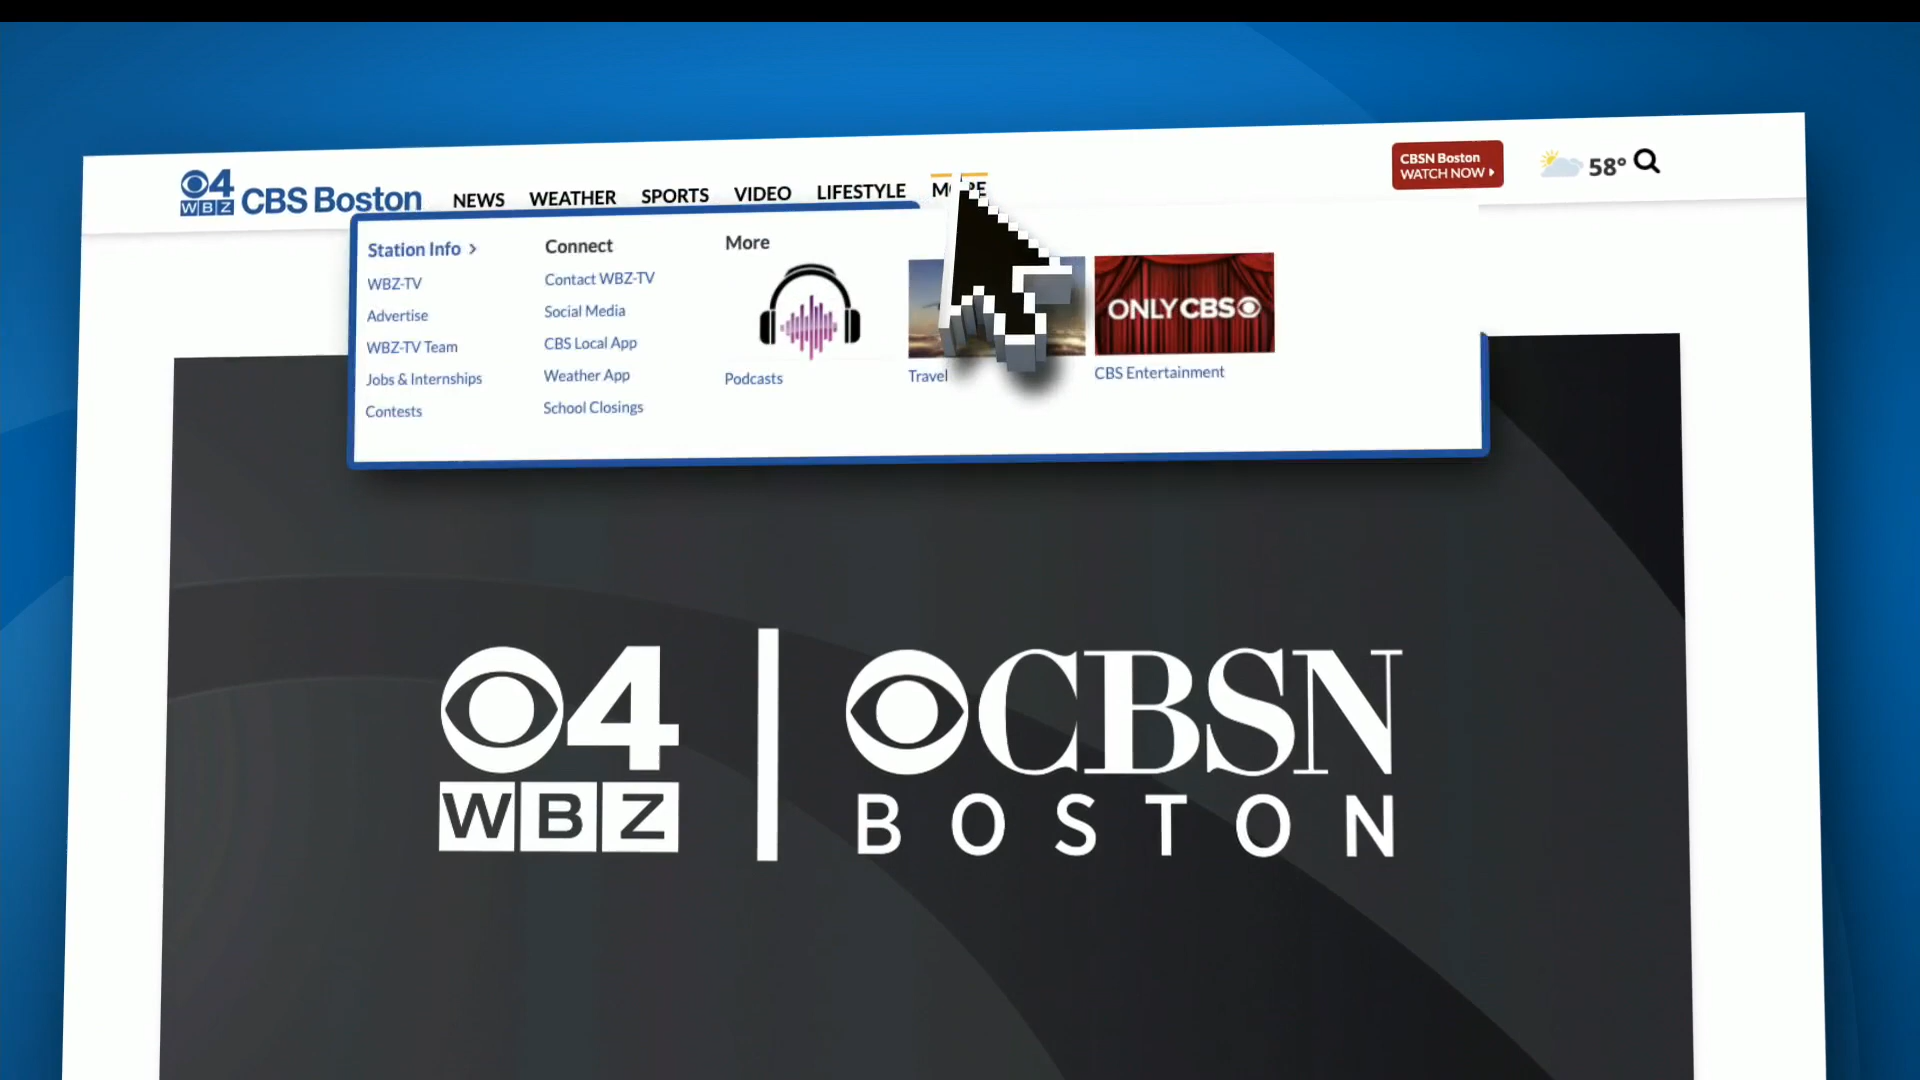 4
WBZ CBS Boston NEWS WEATHER SPORTS VIDEO LIFESTYLE
CBSN Boston
WATCH NOW
58°
Station Info >
WBZ-TV
Advertise
WBZ-TV Team
Jobs & Internships
Contests
Connect
Contact WBZ-TV
Social Media
CBS Local App
Weather App
School Closings
More
Podcasts
Travel
ONLY CBS
CBS Entertainment
4
WBZ
CBSN
BOSTON